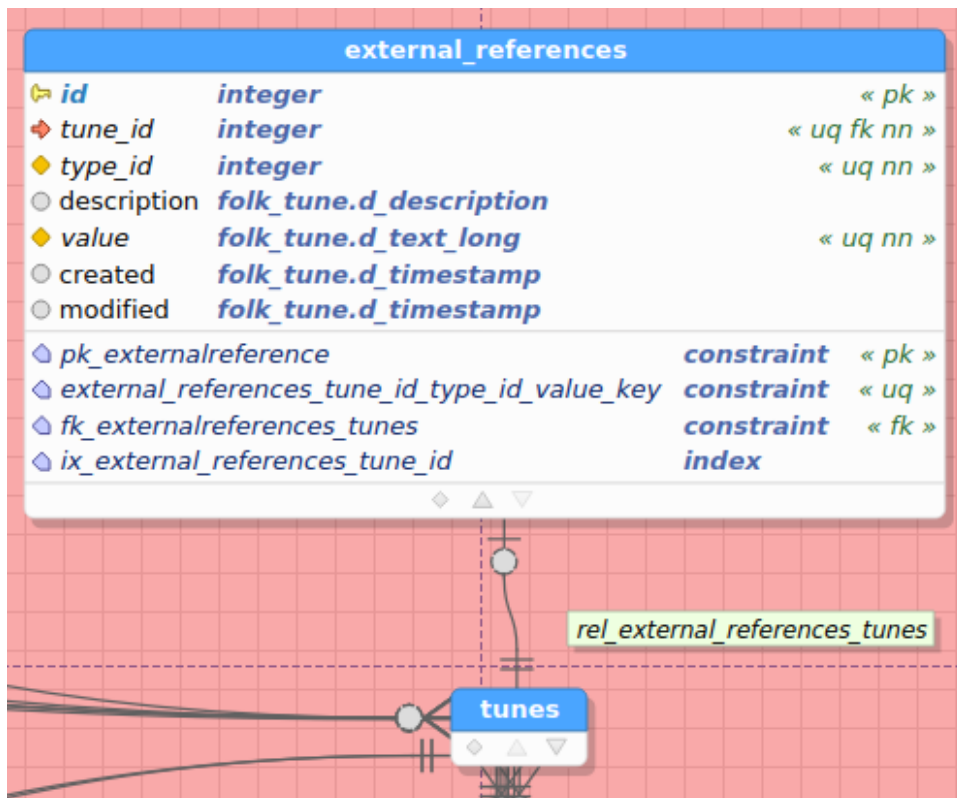 external_references
id integer « pk »
tune_id integer « uq fk nn »
type_id integer « uq nn »
description folk_tune.d_description
value folk_tune.d_text_long « uq nn »
created folk_tune.d_timestamp
modified folk_tune.d_timestamp
pk_externalreference constraint « pk »
external_references_tune_id_type_id_value_key constraint « uq »
fk_externalreferences_tunes constraint « fk »
ix_external_references_tune_id index
rel_external_references_tunes
tunes